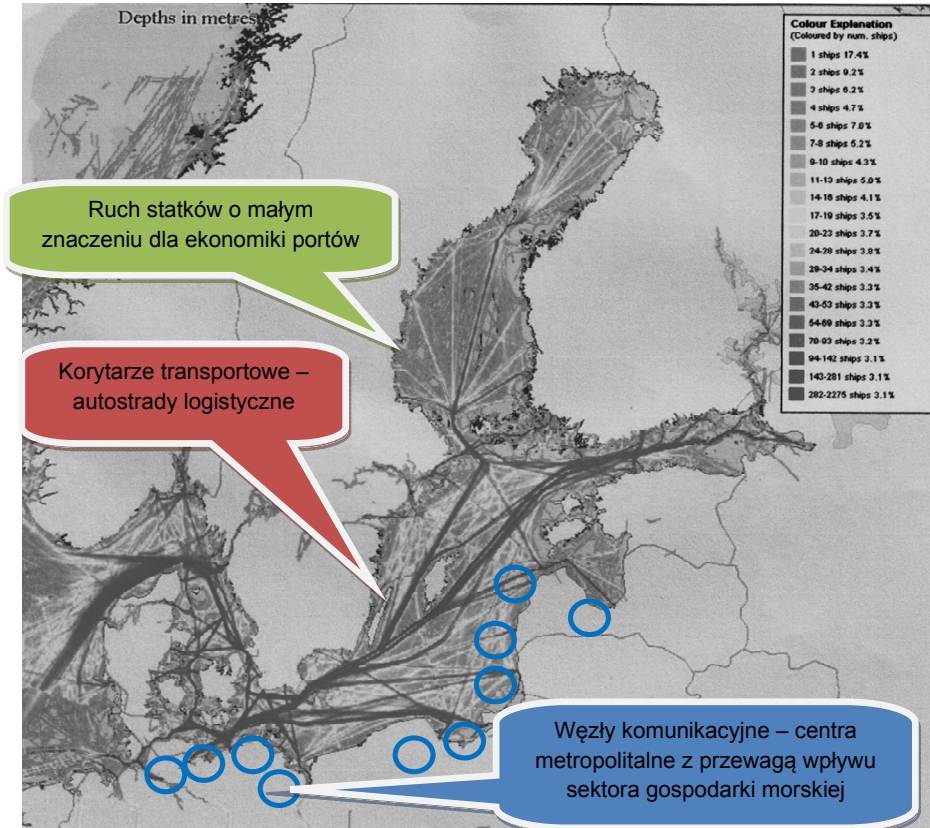 Depths in metres
Colour Explanation
(Coloured by num. ships)
1 ships 17.4%
2 ships 9.2%
3 ships 6.2%
4 ships 4.7%
5-6 ships 7.0%
7-8 ships 5.2%
9-10 ships 4.3%
11-13 ships 5.0%
14-16 ships 4.1%
17-19 ships 3.5%
20-23 ships 3.7%
24-28 ships 3.8%
29-34 ships 3.4%
35-42 ships 3.3%
43-53 ships 3.3%
54-69 ships 3.3%
70-93 ships 3.2%
94-142 ships 3.1%
143-281 ships 3.1%
282-2275 ships 3.1%
Ruch statków o małym
znaczeniu dla ekonomiki portów
Korytarze transportowe –
autostrady logistyczne
Węzły komunikacyjne – centra
metropolitalne z przewagą wpływu
sektora gospodarki morskiej